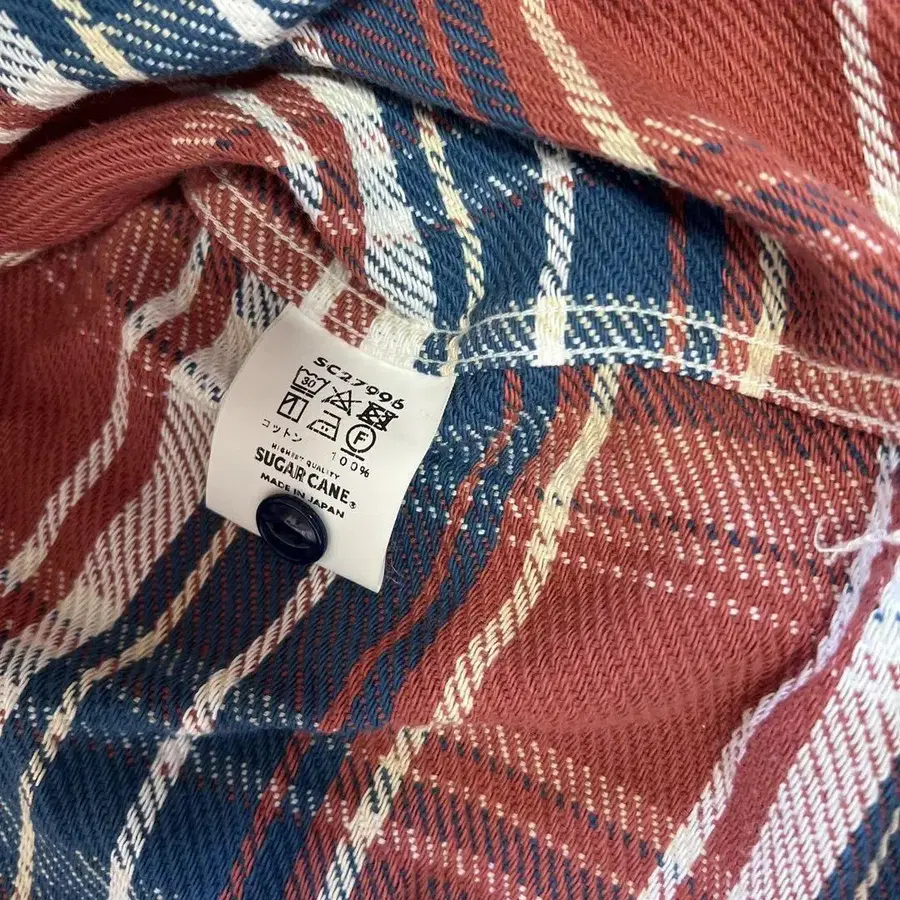 SC27996
30
F
コットン 100%
HIGHEST QUALITY
SUGAR CANE®
MADE IN JAPAN